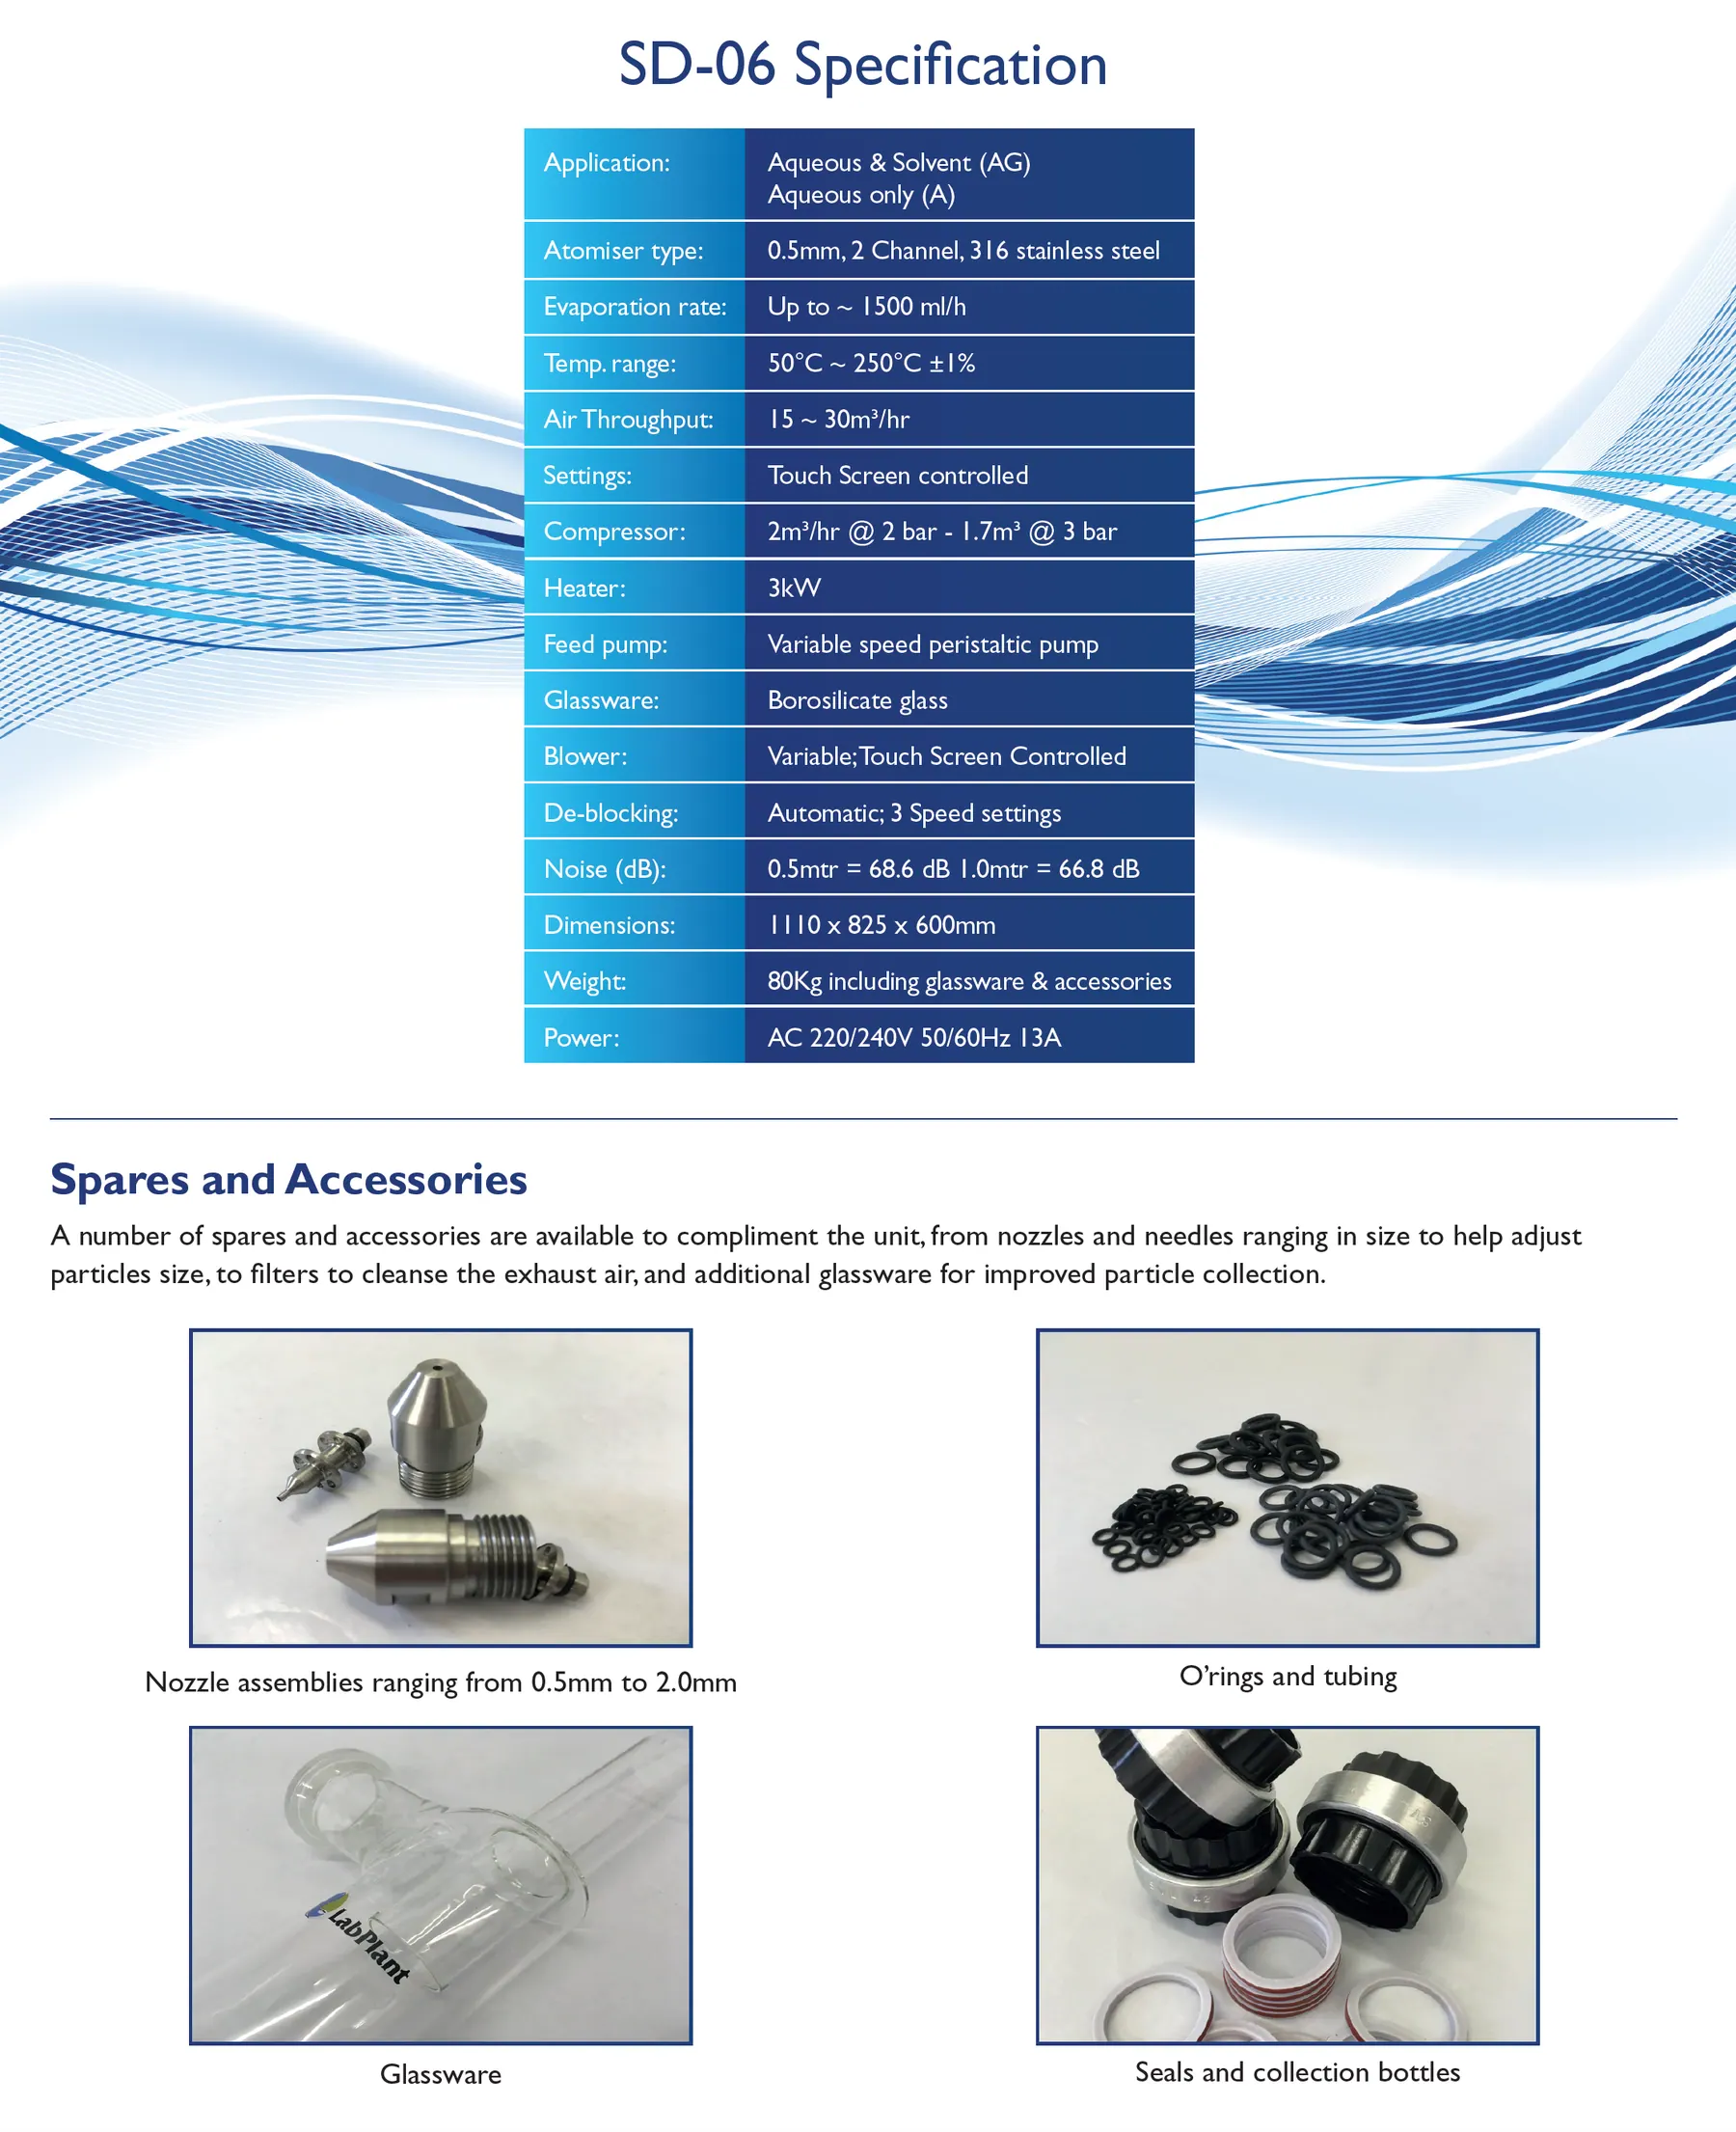 SD-06 Specification
Application: Aqueous & Solvent (AG)
Aqueous only (A)
Atomiser type: 0.5mm, 2 Channel, 316 stainless steel
Evaporation rate: Up to ~ 1500 ml/h
Temp. range: 50°C ~ 250°C ±1%
Air Throughput: 15 ~ 30m³/hr
Settings: Touch Screen controlled
Compressor: 2m³/hr @ 2 bar - 1.7m³ @ 3 bar
Heater: 3kW
Feed pump: Variable speed peristaltic pump
Glassware: Borosilicate glass
Blower: Variable; Touch Screen Controlled
De-blocking: Automatic; 3 Speed settings
Noise (dB): 0.5mtr = 68.6 dB 1.0mtr = 66.8 dB
Dimensions: 1110 x 825 x 600mm
Weight: 80Kg including glassware & accessories
Power: AC 220/240V 50/60Hz 13A
Spares and Accessories
A number of spares and accessories are available to compliment the unit, from nozzles and needles ranging in size to help adjust
particles size, to filters to cleanse the exhaust air, and additional glassware for improved particle collection.
Nozzle assemblies ranging from 0.5mm to 2.0mm
O'rings and tubing
LabPlant
Glassware
Seals and collection bottles